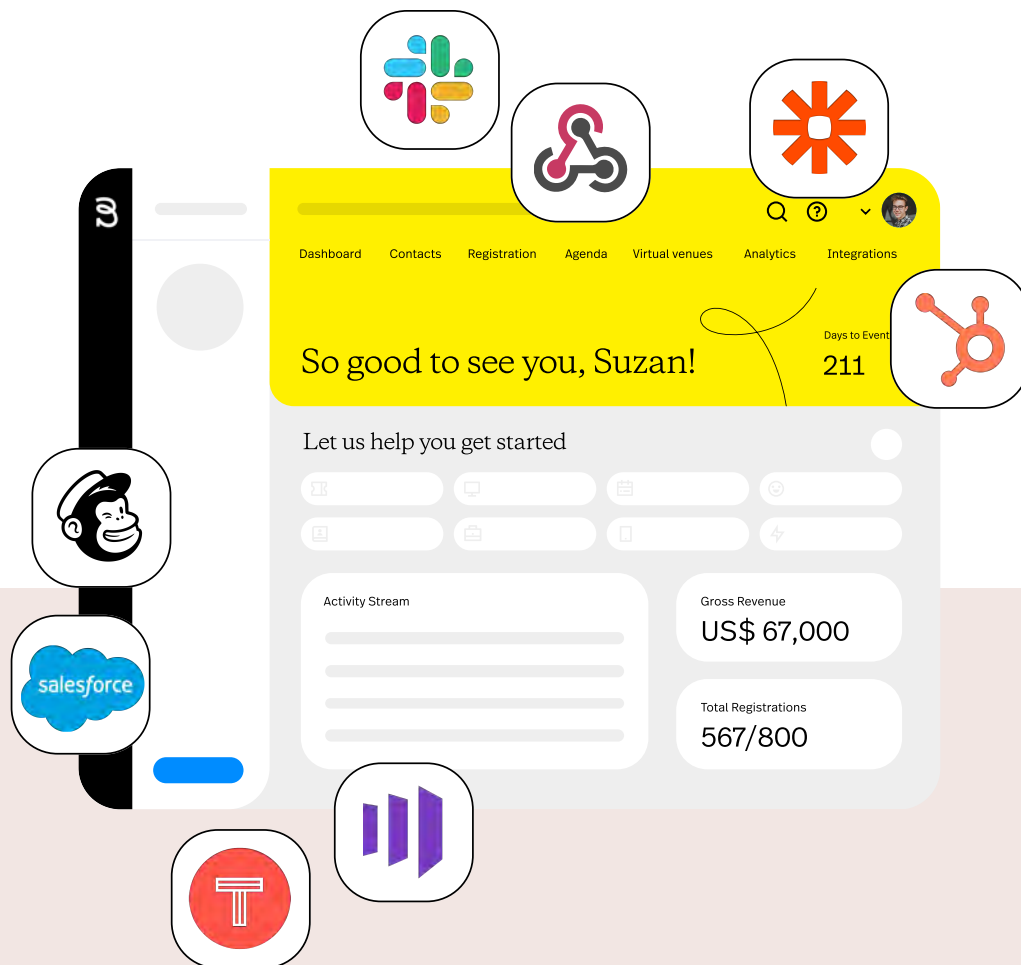 Dashboard Contacts Registration Agenda Virtual venues Analytics Integrations
Days to Event
So good to see you, Suzan!
211
Let us help you get started
Activity Stream
Gross Revenue
US$ 67,000
Total Registrations
567/800
salesforce
T